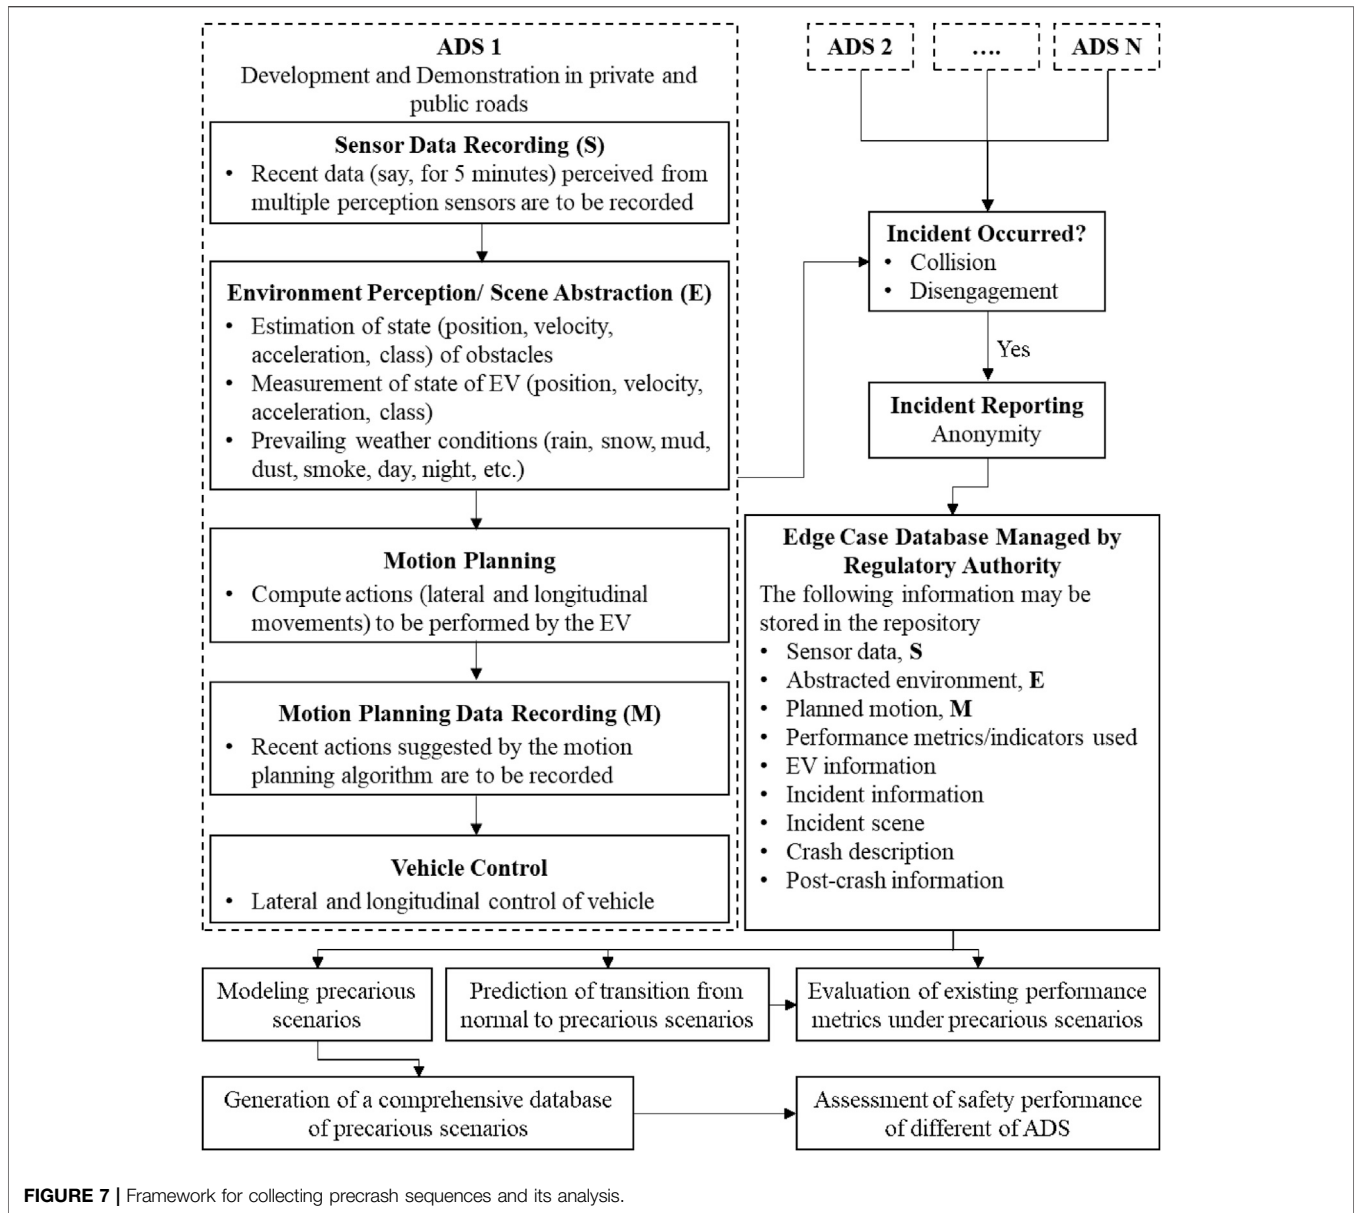 ADS 1
Development and Demonstration in private and
public roads
Sensor Data Recording (S)
• Recent data (say, for 5 minutes) perceived from
multiple perception sensors are to be recorded
Environment Perception/ Scene Abstraction (E)
• Estimation of state (position, velocity,
acceleration, class) of obstacles
• Measurement of state of EV (position, velocity,
acceleration, class)
• Prevailing weather conditions (rain, snow, mud,
dust, smoke, day, night, etc.)
Motion Planning
• Compute actions (lateral and longitudinal
movements) to be performed by the EV
Motion Planning Data Recording (M)
• Recent actions suggested by the motion
planning algorithm are to be recorded
Vehicle Control
• Lateral and longitudinal control of vehicle
ADS 2
....
ADS N
Incident Occurred?
• Collision
• Disengagement
Yes
Incident Reporting
Anonymity
Edge Case Database Managed by
Regulatory Authority
The following information may be
stored in the repository
• Sensor data, S
• Abstracted environment, E
• Planned motion, M
• Performance metrics/indicators used
• EV information
• Incident information
• Incident scene
• Crash description
• Post-crash information
Modeling precarious
scenarios
Prediction of transition from
normal to precarious scenarios
Evaluation of existing performance
metrics under precarious scenarios
Generation of a comprehensive database
of precarious scenarios
Assessment of safety performance
of different of ADS
FIGURE 7 | Framework for collecting precrash sequences and its analysis.